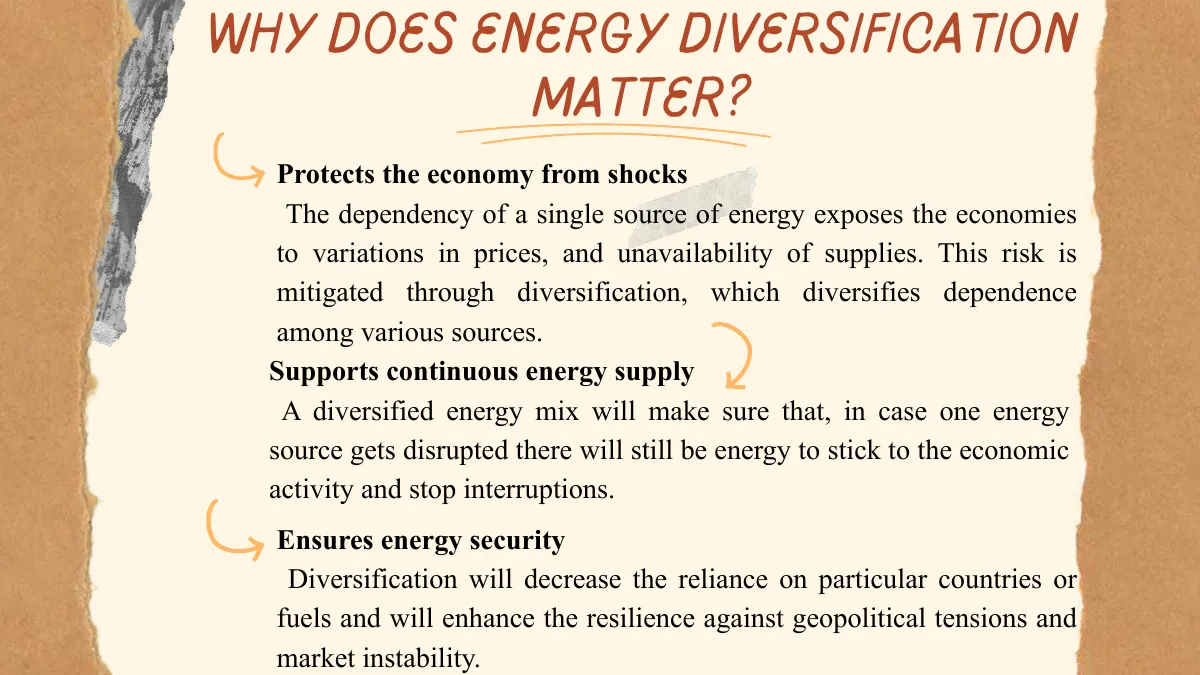 WHY DOES ENERGY DIVERSIFICATION
MATTER?
Protects the economy from shocks
The dependency of a single source of energy exposes the economies
to variations in prices, and unavailability of supplies. This risk is
mitigated through diversification, which diversifies dependence
among various sources.
Supports continuous energy supply
A diversified energy mix will make sure that, in case one energy
source gets disrupted there will still be energy to stick to the economic
activity and stop interruptions.
Ensures energy security
Diversification will decrease the reliance on particular countries or
fuels and will enhance the resilience against geopolitical tensions and
market instability.